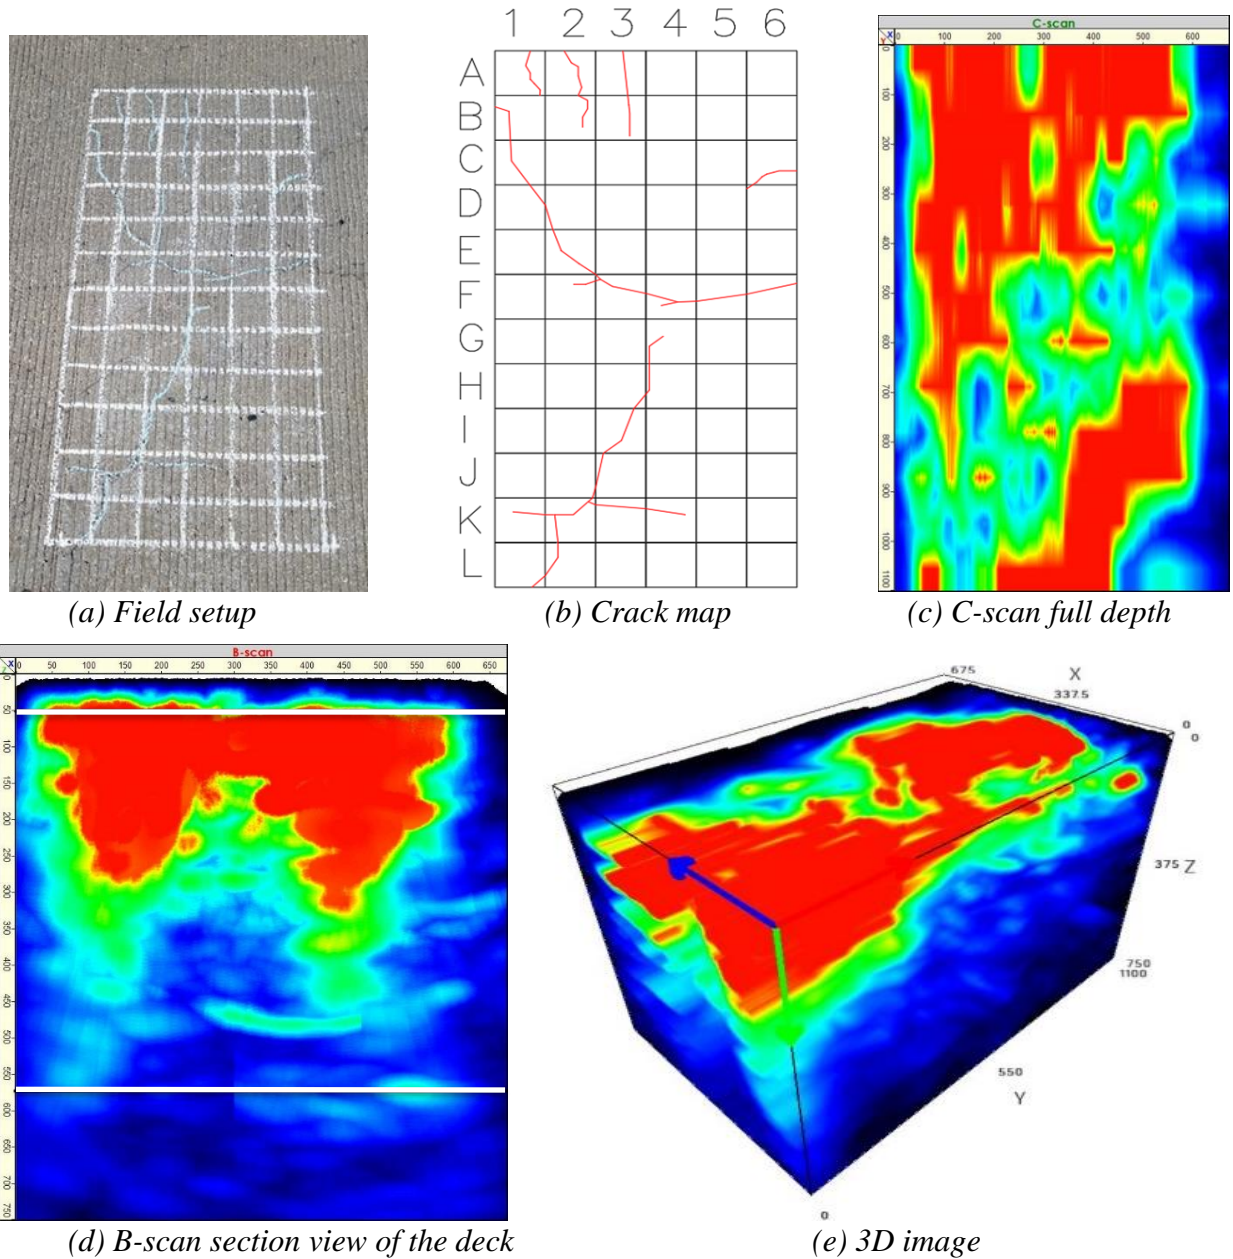 1 2 3 4 5 6
A
B
C
D
E
F
G
H
I
J
K
L
C-scan
X 0 100 200 300 400 500 600
Y
0
100
200
300
400
500
600
700
800
900
1000
1100
(a) Field setup
(b) Crack map
(c) C-scan full depth
B-scan
X 0 50 100 150 200 250 300 350 400 450 500 550 600 650
Z
0
50
100
150
200
250
300
350
400
450
500
550
600
650
700
750
675
X
337.5
0
0
375 Z
750
1100
550
Y
0
(d) B-scan section view of the deck
(e) 3D image